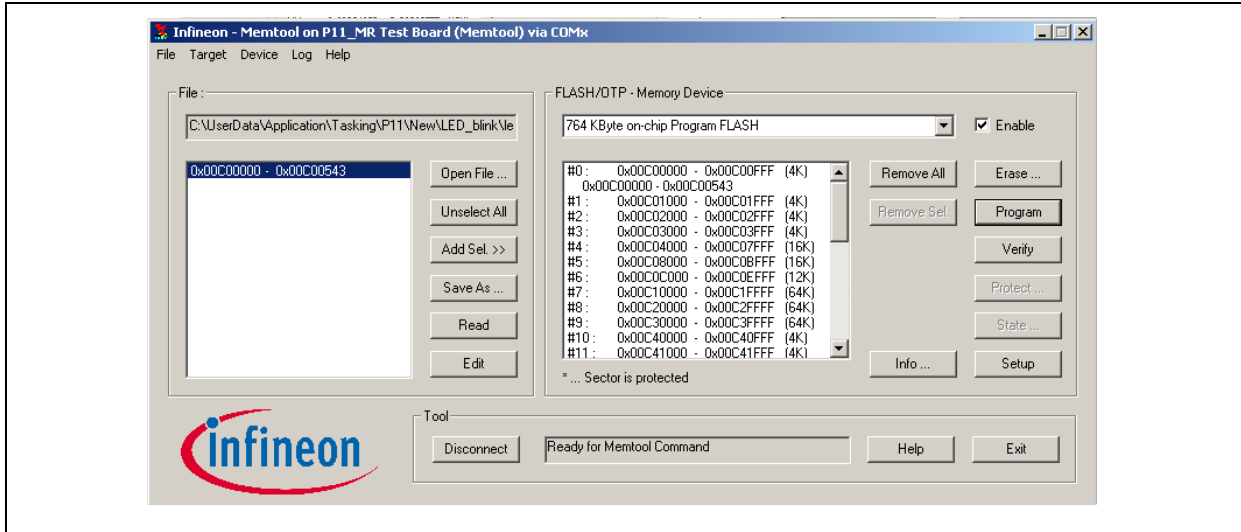 Infineon - Memtool on P11_MR Test Board (Memtool) via COMx
File Target Device Log Help
File :
C:\UserData\Application\Tasking\P11\New\LED_blink\le
0x00C00000 - 0x00C00543
Open File ...
Unselect All
Add Sel. >>
Save As ...
Read
Edit
FLASH/OTP - Memory Device
764 KByte on-chip Program FLASH
Enable
#0 : 0x00C00000 - 0x00C00FFF (4K)
0x00C00000 - 0x00C00543
#1 : 0x00C01000 - 0x00C01FFF (4K)
#2 : 0x00C02000 - 0x00C02FFF (4K)
#3 : 0x00C03000 - 0x00C03FFF (4K)
#4 : 0x00C04000 - 0x00C07FFF (16K)
#5 : 0x00C08000 - 0x00C0BFFF (16K)
#6 : 0x00C0C000 - 0x00C0EFFF (12K)
#7 : 0x00C10000 - 0x00C1FFFF (64K)
#8 : 0x00C20000 - 0x00C2FFFF (64K)
#9 : 0x00C30000 - 0x00C3FFFF (64K)
#10 : 0x00C40000 - 0x00C40FFF (4K)
#11 : 0x00C41000 - 0x00C41FFF (4K)
* ... Sector is protected
Remove All
Remove Sel.
Info ...
Erase ...
Program
Verify
Protect ...
State ...
Setup
infineon
Tool
Disconnect
Ready for Memtool Command
Help
Exit